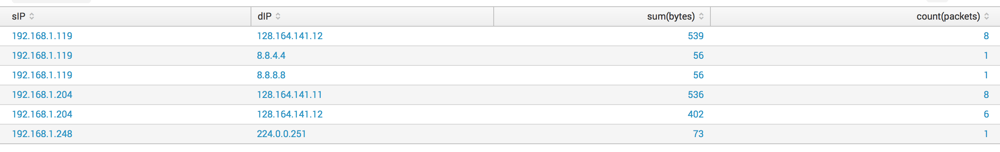 sIP dIP sum(bytes) count(packets)
192.168.1.119 128.164.141.12 539 8
192.168.1.119 8.8.4.4 56 1
192.168.1.119 8.8.8.8 56 1
192.168.1.204 128.164.141.11 536 8
192.168.1.204 128.164.141.12 402 6
192.168.1.248 224.0.0.251 73 1